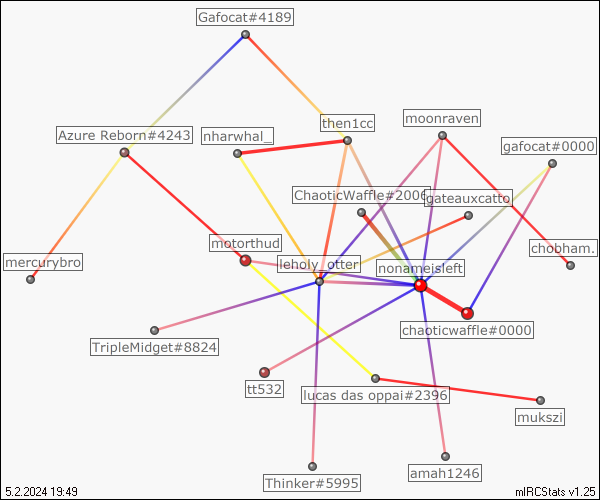 Gafocat#4189
then1cc
moonraven
Azure Reborn#4243
nharwhal_
gafocat#0000
ChaoticWaffle#2006
gateauxcatto
motorthud
chobham.
mercurybro
leholy_otter
nonameisleft
chaoticwaffle#0000
TripleMidget#8824
tt532
lucas das oppai#2396
mukszi
amah1246
Thinker#5995
5.2.2024 19:49
mIRCStats v1.25